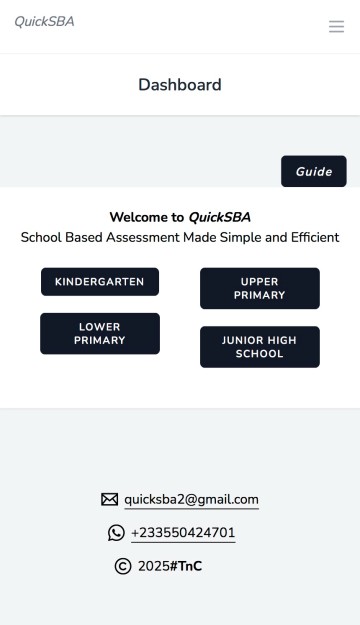 QuickSBA
Dashboard
Guide
Welcome to QuickSBA
School Based Assessment Made Simple and Efficient
KINDERGARTEN
UPPER
PRIMARY
LOWER
PRIMARY
JUNIOR HIGH
SCHOOL
quicksba2@gmail.com
+233550424701
© 2025#TnC